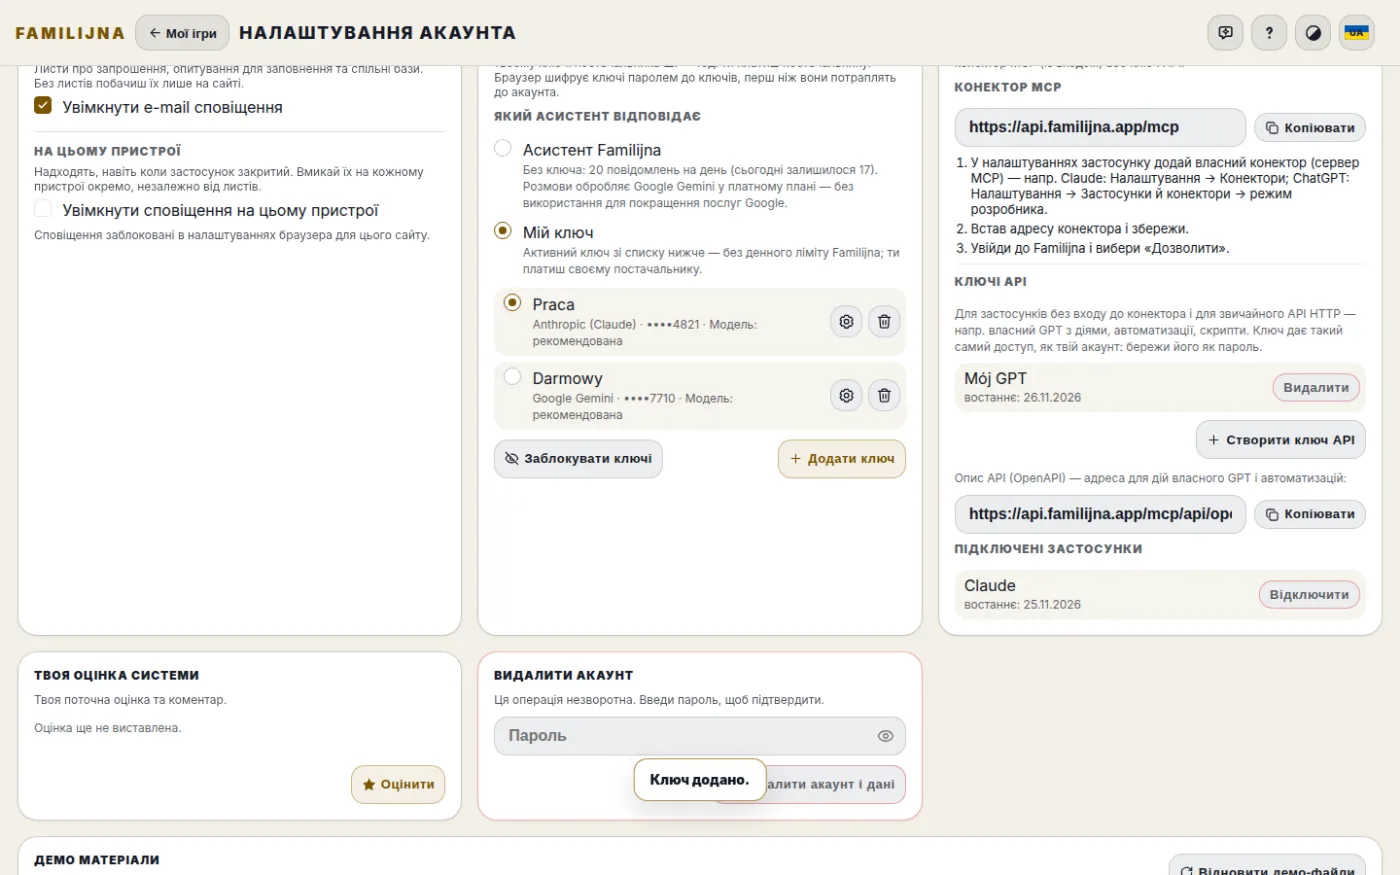 FAMILIJNA
← Мої ігри
НАЛАШТУВАННЯ АКАУНТА
?
UA
Листи про запрошення, опитування для заповнення та спільні бази.
Без листів побачиш їх лише на сайті.
Увімкнути e-mail сповіщення
НА ЦЬОМУ ПРИСТРОЇ
Надходять, навіть коли застосунок закритий. Вмикай їх на кожному
пристрої окремо, незалежно від листів.
Увімкнути сповіщення на цьому пристрої
Сповіщення заблоковані в налаштуваннях браузера для цього сайту.
Браузер шифрує ключі паролем до ключів, перш ніж вони потраплять
до акаунта.
ЯКИЙ АСИСТЕНТ ВІДПОВІДАЄ
Асистент Familijna
Без ключа: 20 повідомлень на день (сьогодні залишилося 17).
Розмови обробляє Google Gemini у платному плані — без
використання для покращення послуг Google.
Мій ключ
Активний ключ зі списку нижче — без денного ліміту Familijna; ти
платиш своєму постачальнику.
Praca
Anthropic (Claude) · ••••4821 · Модель:
рекомендована
Darmowy
Google Gemini · ••••7710 · Модель:
рекомендована
Заблокувати ключі
+ Додати ключ
КОНЕКТОР MCP
https://api.familijna.app/mcp
Копіювати
1. У налаштуваннях застосунку додай власний конектор (сервер
MCP) — напр. Claude: Налаштування → Конектори; ChatGPT:
Налаштування → Застосунки й конектори → режим
розробника.
2. Встав адресу конектора і збережи.
3. Увійди до Familijna і вибери «Дозволити».
КЛЮЧІ API
Для застосунків без входу до конектора і для звичайного API HTTP —
напр. власний GPT з діями, автоматизації, скрипти. Ключ дає такий
самий доступ, як твій акаунт: бережи його як пароль.
Mój GPT
востаннє: 26.11.2026
Видалити
+ Створити ключ API
Опис API (OpenAPI) — адреса для дій власного GPT і автоматизацій:
https://api.familijna.app/mcp/api/ope
Копіювати
ПІДКЛЮЧЕНІ ЗАСТОСУНКИ
Claude
востаннє: 25.11.2026
Відключити
ТВОЯ ОЦІНКА СИСТЕМИ
Твоя поточна оцінка та коментар.
Оцінка ще не виставлена.
Оцінити
ВИДАЛИТИ АКАУНТ
Ця операція незворотна. Введи пароль, щоб підтвердити.
Пароль
Ключ додано.
алити акаунт і дані
ДЕМО МАТЕРІАЛИ
Відновити демо-файли